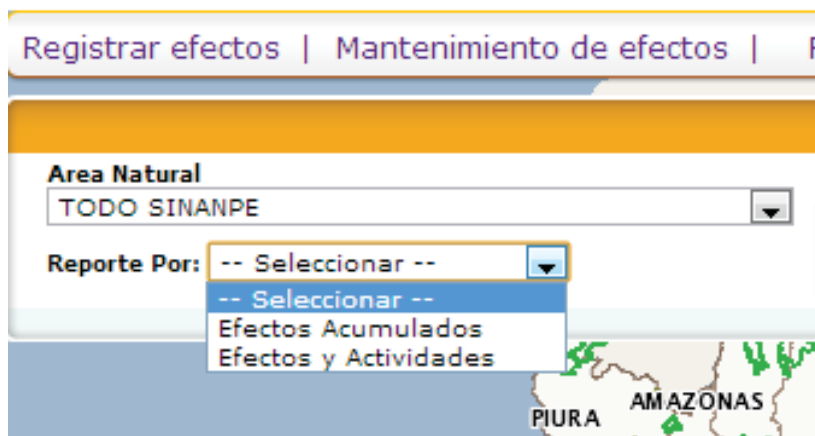 Registrar efectos | Mantenimiento de efectos |
Area Natural
TODO SINANPE
Reporte Por: -- Seleccionar --
-- Seleccionar --
Efectos Acumulados
Efectos y Actividades
PIURA AMAZONAS